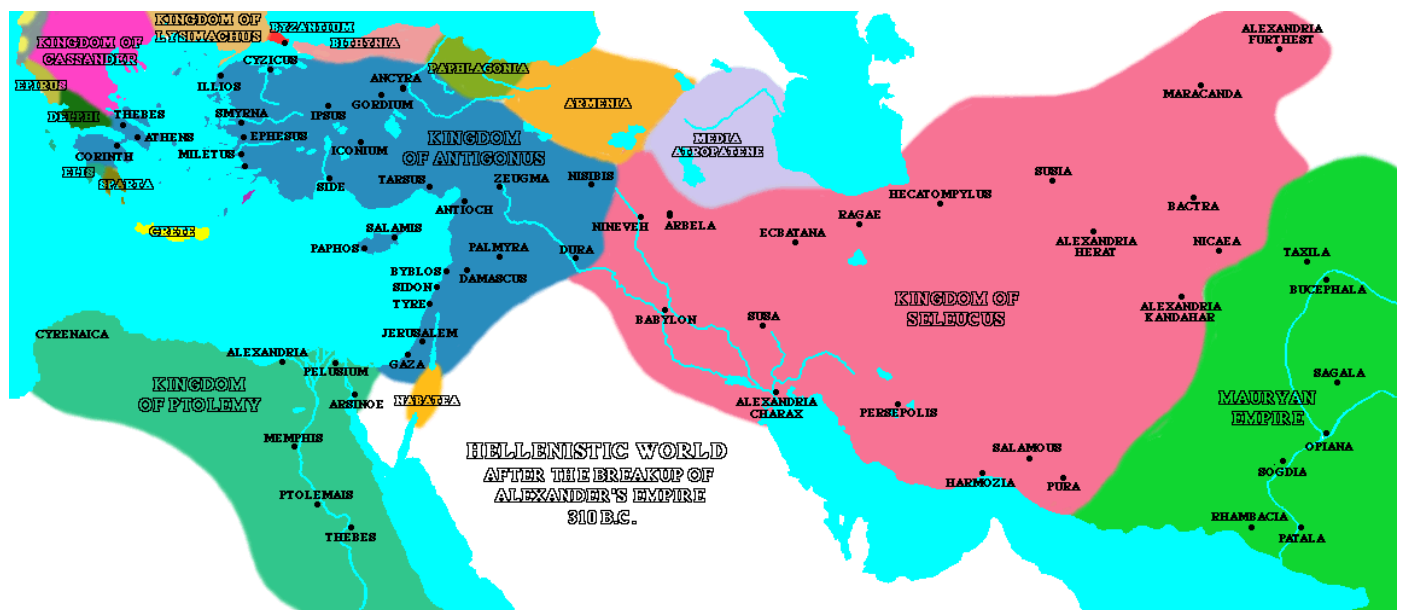 KINGDOM OF
LYSIMACHUS
BYZANTIUM
BITHYNIA
KINGDOM OF
CASSANDER
EPIRUS
DELPHI
THEBES
ATHENS
CORINTH
ELIS
SPARTA
GRETE
CYZICUS
ILLIOS
ANCYRA
GORDIUM
PAPHLAGONIA
ARMENIA
MEDIA
ATROPATENE
SMYRNA
IPSUS
EPHESUS
MILETUS
ICONIUM
KINGDOM
OF ANTIGONUS
SIDE
TARSUS
ZEUGMA
NISIBIS
ANTIOCH
SALAMIS
PAPHOS
PALMYRA
DURA
BYBLOS
DAMASCUS
SIDON
TYRE
JERUSALEM
GAZA
NABATEA
CYRENAICA
ALEXANDRIA
PELUSIUM
KINGDOM
OF PTOLEMY
ARSINOE
MEMPHIS
PTOLEMAIS
THEBES
HELLENISTIC WORLD
AFTER THE BREAKUP OF
ALEXANDER'S EMPIRE
310 B.C.
NINEVEH
ARBELA
ECBATANA
RAGAE
HECATOMPYLUS
SUSIA
BABYLON
SUSA
KINGDOM OF
SELEUCUS
ALEXANDRIA
CHARAX
PERSEPOLIS
SALAMOUS
HARMOZIA
PURA
ALEXANDRIA
FURTHEST
MARACANDA
BACTRA
ALEXANDRIA
HERAT
NICAEA
ALEXANDRIA
KANDAHAR
TAXILA
BUCEPHALA
SAGALA
MAURYAN
EMPIRE
OPIANA
SOGDIA
RHAMBACIA
PATALA